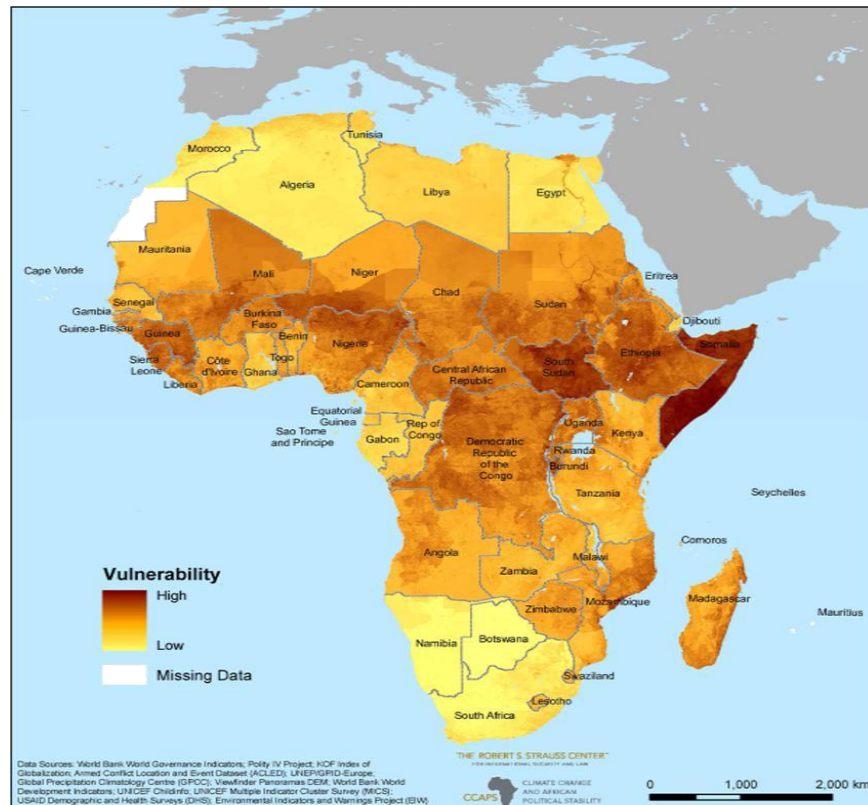 Tunisia
Morocco
Algeria
Libya
Egypt
Mauritania
Cape Verde
Mali
Niger
Chad
Sudan
Eritrea
Senegal
Gambia
Guinea-Bissau
Guinea
Burkina
Faso
Benin
Nigeria
Djibouti
Somalia
Ethiopia
Sierra
Leone
Liberia
Côte
d'Ivoire
Ghana
Togo
Cameroon
Central African
Republic
South
Sudan
Equatorial
Guinea
Sao Tome
and Principe
Gabon
Rep of
Congo
Democratic
Republic
of the
Congo
Uganda
Kenya
Rwanda
Burundi
Tanzania
Seychelles
Comoros
Angola
Zambia
Malawi
Mozambique
Zimbabwe
Madagascar
Mauritius
Namibia
Botswana
Swaziland
Lesotho
South Africa
Vulnerability
High
Low
Missing Data
Data Sources: World Bank World Governance Indicators; Polity IV Project; KOF Index of
Globalization; Armed Conflict Location and Event Dataset (ACLED); UNEP/GRID-Europe;
Global Precipitation Climatology Centre (GPCC); Viewfinder Panoramas DEM; World Bank World
Development Indicators; UNICEF Childinfo; UNICEF Multiple Indicator Cluster Survey (MICS);
USAID Demographic and Health Surveys (DHS); Environmental Indicators and Warnings Project (EIW)
THE ROBERT S. STRAUSS CENTER
FOR INTERNATIONAL SECURITY AND LAW
CCAPS
CLIMATE CHANGE
AND AFRICAN
POLITICAL STABILITY
0 1,000 2,000 km